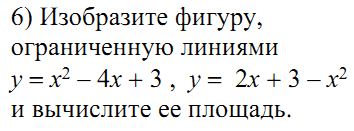 6) Изобразите фигуру,
ограниченную линиями
y = x² – 4x + 3 , y = 2x + 3 – x²
и вычислите ее площадь.